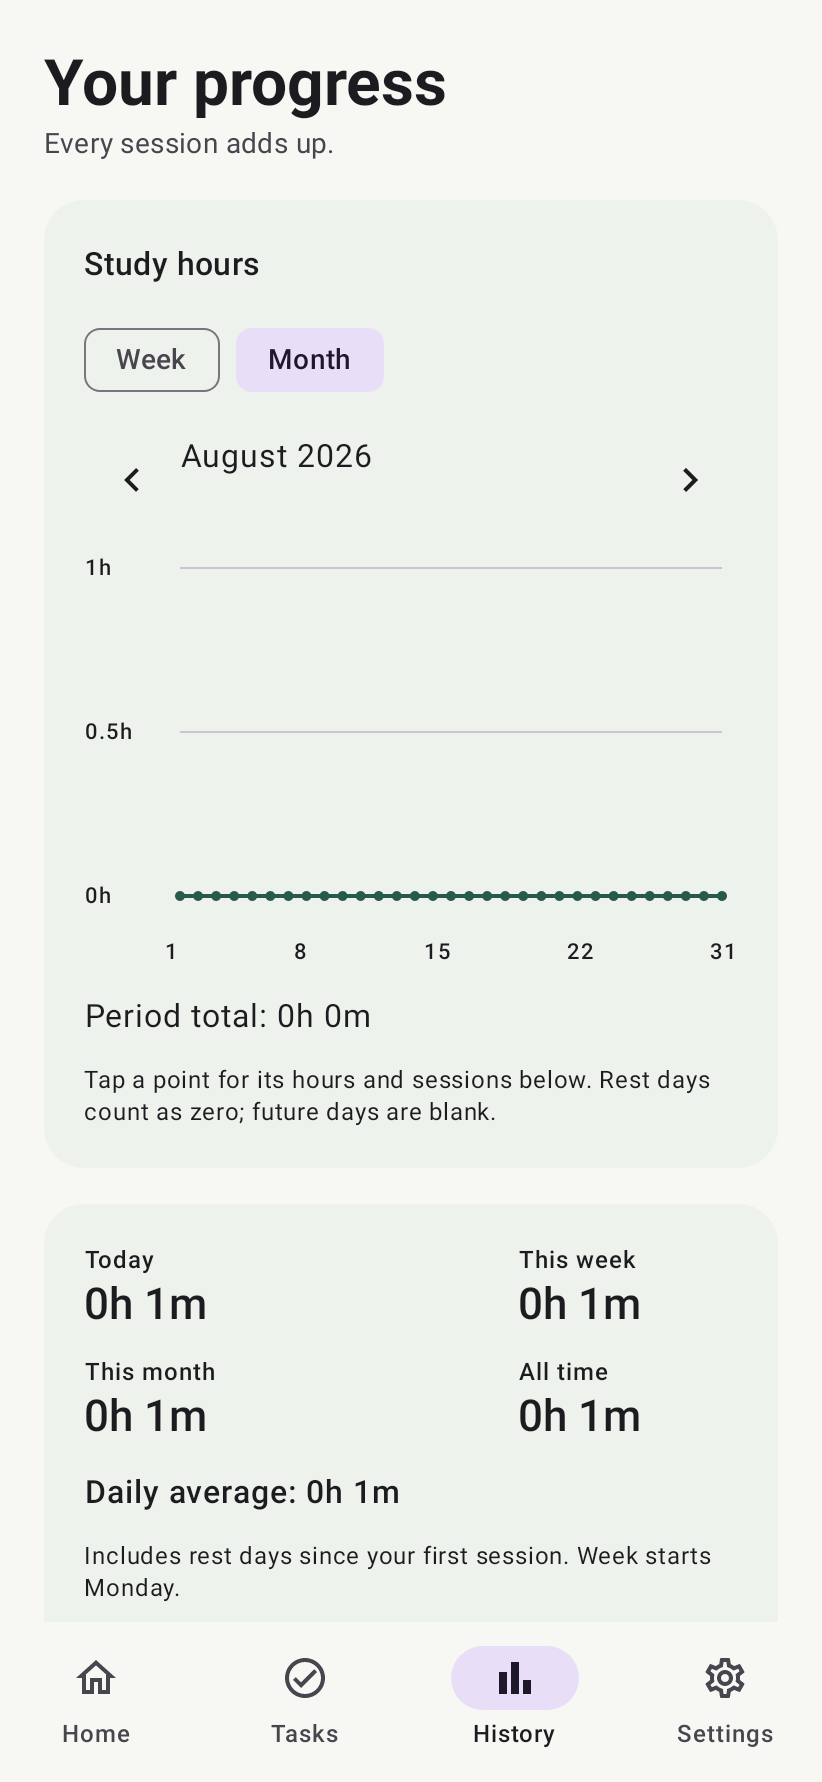 Your progress
Every session adds up.
Study hours
Week
Month
August 2026
1h
0.5h
0h
1 8 15 22 31
Period total: 0h 0m
Tap a point for its hours and sessions below. Rest days
count as zero; future days are blank.
Today
0h 1m
This week
0h 1m
This month
0h 1m
All time
0h 1m
Daily average: 0h 1m
Includes rest days since your first session. Week starts
Monday.
Home
Tasks
History
Settings